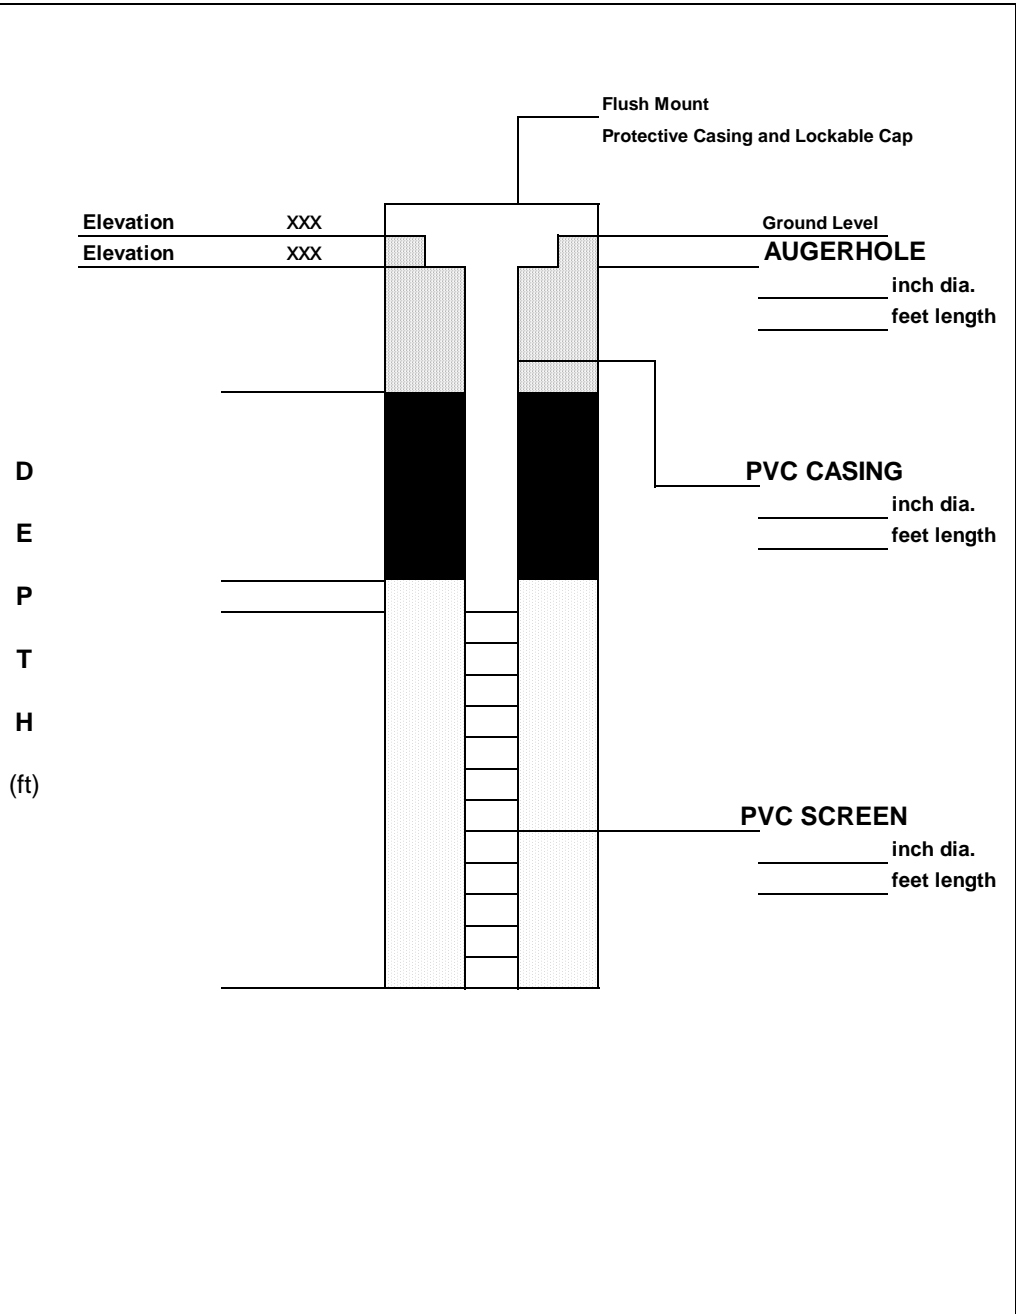 Flush Mount
Protective Casing and Lockable Cap
Elevation XXX
Ground Level
Elevation XXX
AUGERHOLE
inch dia.
feet length
D
E
P
T
H
(ft)
PVC CASING
inch dia.
feet length
PVC SCREEN
inch dia.
feet length